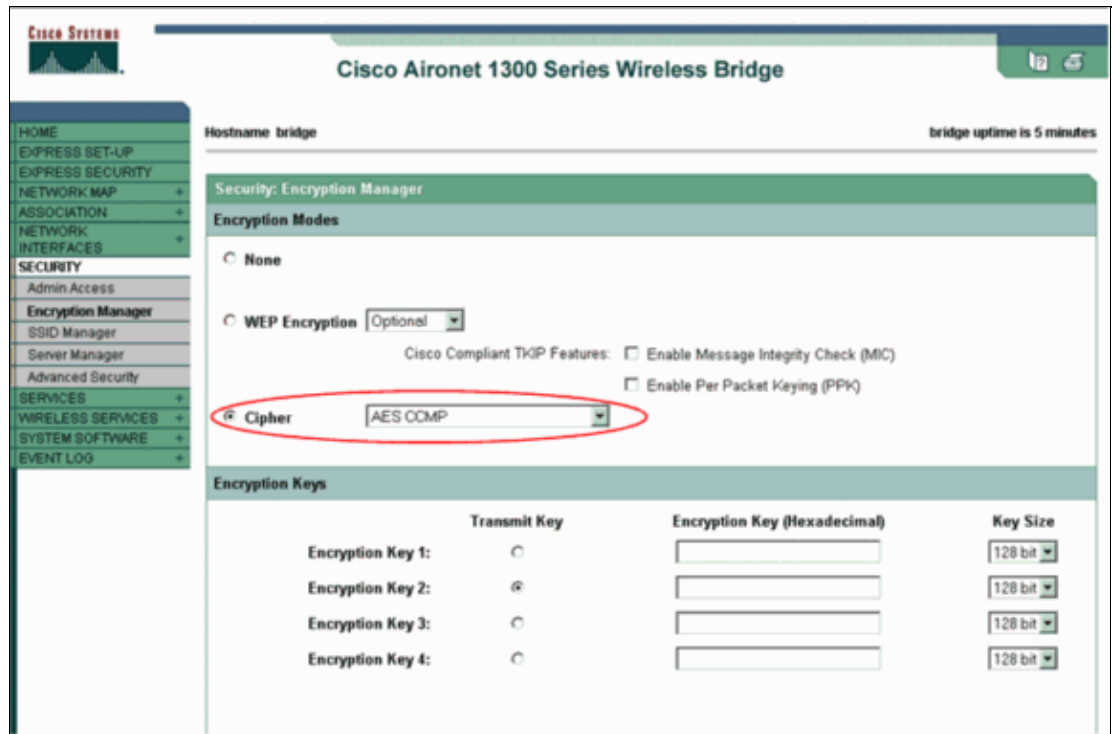 CISCO SYSTEMS
Cisco Aironet 1300 Series Wireless Bridge
HOME
EXPRESS SET-UP
EXPRESS SECURITY
NETWORK MAP +
ASSOCIATION +
NETWORK INTERFACES +
SECURITY
Admin Access
Encryption Manager
SSID Manager
Server Manager
Advanced Security
SERVICES +
WIRELESS SERVICES +
SYSTEM SOFTWARE +
EVENT LOG +
Hostname bridge
bridge uptime is 5 minutes
Security: Encryption Manager
Encryption Modes
None
WEP Encryption Optional
Cisco Compliant TKIP Features: Enable Message Integrity Check (MIC)
Enable Per Packet Keying (PPK)
Cipher AES CCMP
Encryption Keys
Transmit Key Encryption Key (Hexadecimal) Key Size
Encryption Key 1: 128 bit
Encryption Key 2: 128 bit
Encryption Key 3: 128 bit
Encryption Key 4: 128 bit